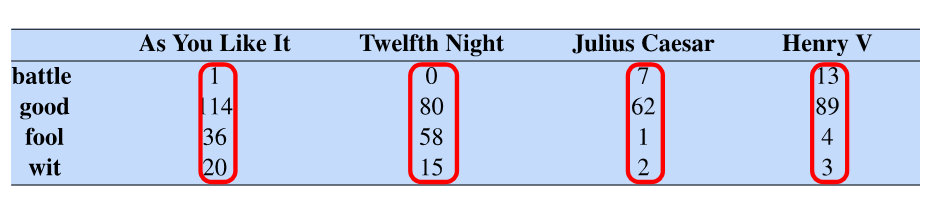 As You Like It Twelfth Night Julius Caesar Henry V
battle 1 0 7 13
good 114 80 62 89
fool 36 58 1 4
wit 20 15 2 3